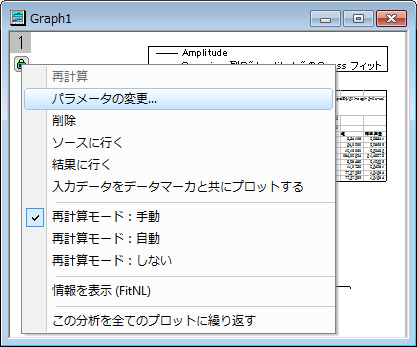 Graph1
1
Amplitude
フィット
再計算
パラメータの変更...
削除
ソースに行く
結果に行く
入力データをデータマーカと共にプロットする
再計算モード：手動
再計算モード：自動
再計算モード：しない
情報を表示 (FitNL)
この分析を全てのプロットに繰り返す